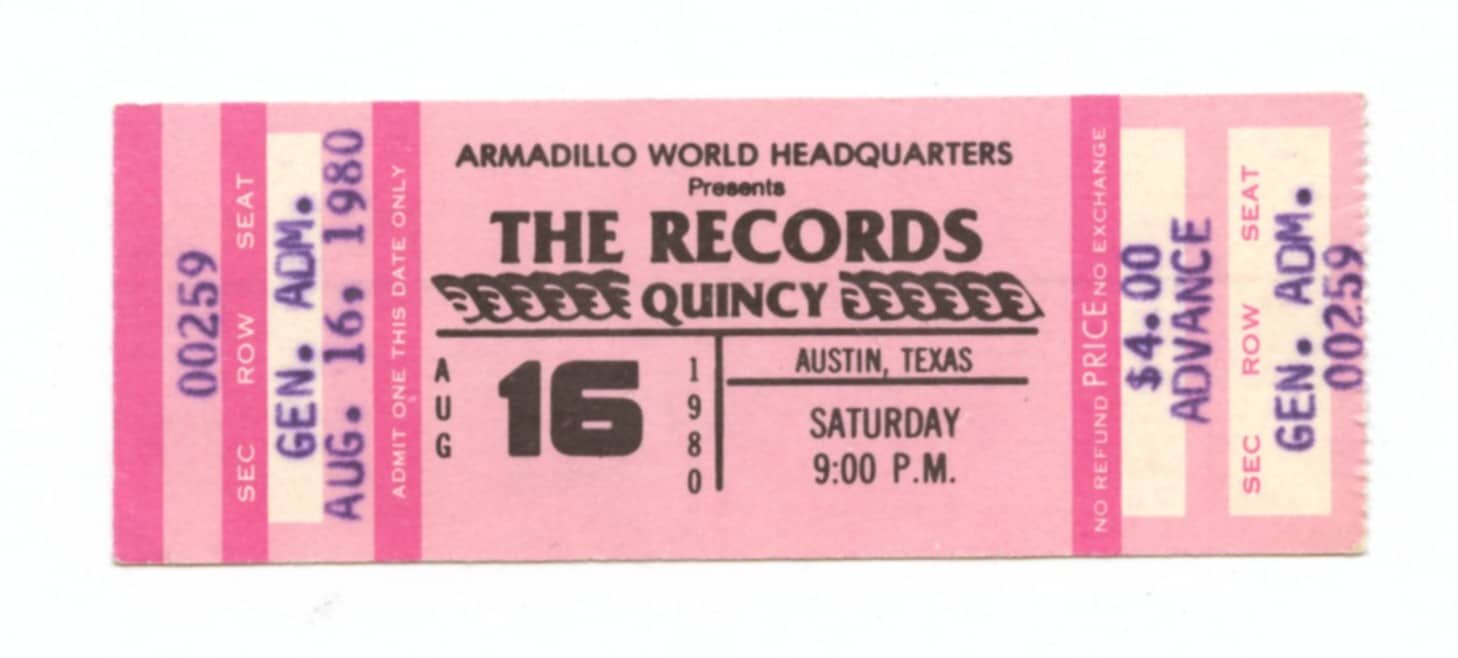 00259
SEC ROW SEAT
GEN. ADM.
AUG. 16, 1980
ADMIT ONE THIS DATE ONLY
ARMADILLO WORLD HEADQUARTERS
Presents
THE RECORDS
QUINCY
AUG
16
1980
AUSTIN, TEXAS
SATURDAY
9:00 P.M.
NO REFUND PRICE NO EXCHANGE
$4.00
ADVANCE
SEC ROW SEAT
GEN. ADM.
00259